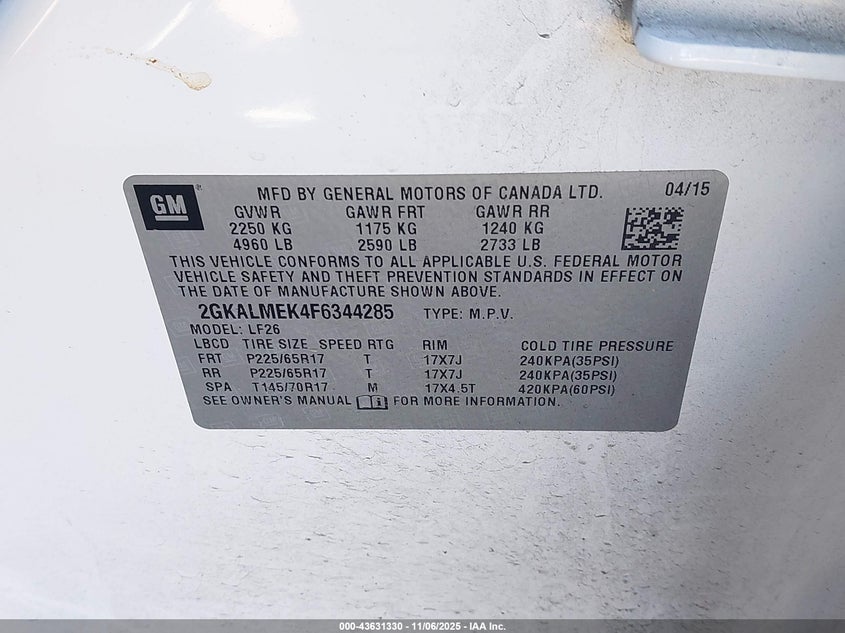 GM
MFD BY GENERAL MOTORS OF CANADA LTD. 04/15
GVWR GAWR FRT GAWR RR
2250 KG 1175 KG 1240 KG
4960 LB 2590 LB 2733 LB
THIS VEHICLE CONFORMS TO ALL APPLICABLE U.S. FEDERAL MOTOR
VEHICLE SAFETY AND THEFT PREVENTION STANDARDS IN EFFECT ON
THE DATE OF MANUFACTURE SHOWN ABOVE.
2GKALMEK4F6344285 TYPE: M.P.V.
MODEL: LF26
LBCD TIRE SIZE SPEED RTG RIM COLD TIRE PRESSURE
FRT P225/65R17 T 17X7J 240KPA(35PSI)
RR P225/65R17 T 17X7J 240KPA(35PSI)
SPA T145/70R17 M 17X4.5T 420KPA(60PSI)
SEE OWNER'S MANUAL FOR MORE INFORMATION.
000-43631330 - 11/06/2025 - IAA Inc.